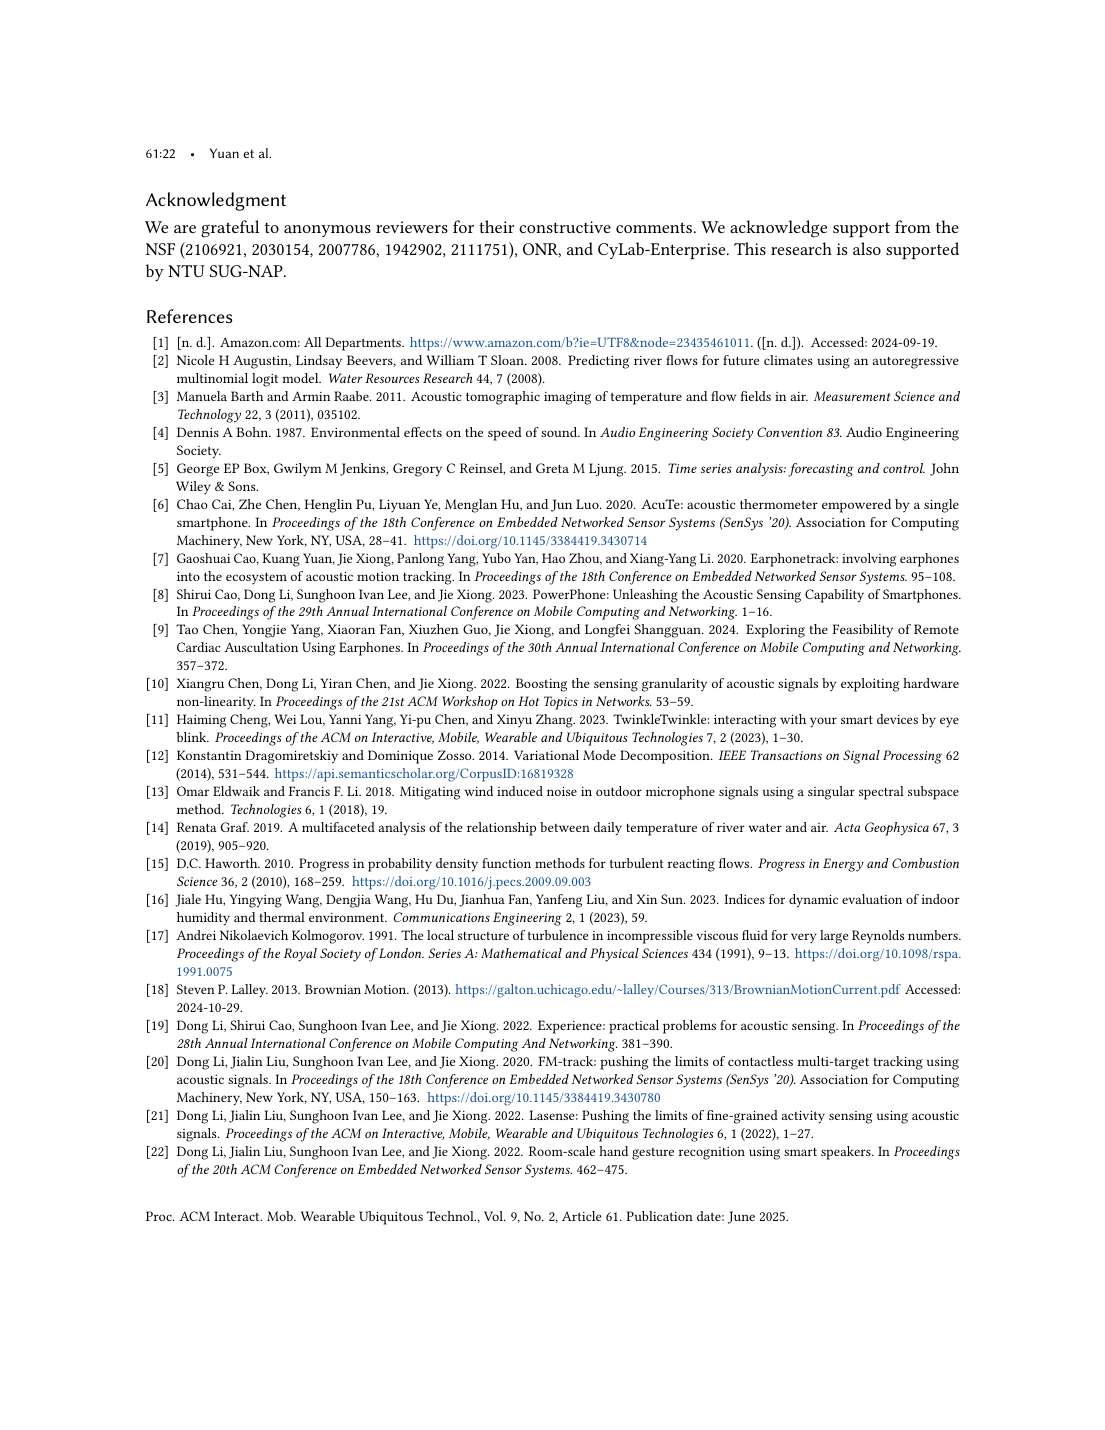 61:22 • Yuan et al.
Acknowledgment
We are grateful to anonymous reviewers for their constructive comments. We acknowledge support from the
NSF (2106921, 2030154, 2007786, 1942902, 2111751), ONR, and CyLab-Enterprise. This research is also supported
by NTU SUG-NAP.
References
[1] [n. d.]. Amazon.com: All Departments. https://www.amazon.com/b?ie=UTF8&node=23435461011. ([n. d.]). Accessed: 2024-09-19.
[2] Nicole H Augustin, Lindsay Beevers, and William T Sloan. 2008. Predicting river flows for future climates using an autoregressive
multinomial logit model. Water Resources Research 44, 7 (2008).
[3] Manuela Barth and Armin Raabe. 2011. Acoustic tomographic imaging of temperature and flow fields in air. Measurement Science and
Technology 22, 3 (2011), 035102.
[4] Dennis A Bohn. 1987. Environmental effects on the speed of sound. In Audio Engineering Society Convention 83. Audio Engineering
Society.
[5] George EP Box, Gwilym M Jenkins, Gregory C Reinsel, and Greta M Ljung. 2015. Time series analysis: forecasting and control. John
Wiley & Sons.
[6] Chao Cai, Zhe Chen, Henglin Pu, Liyuan Ye, Menglan Hu, and Jun Luo. 2020. AcuTe: acoustic thermometer empowered by a single
smartphone. In Proceedings of the 18th Conference on Embedded Networked Sensor Systems (SenSys '20). Association for Computing
Machinery, New York, NY, USA, 28–41. https://doi.org/10.1145/3384419.3430714
[7] Gaoshuai Cao, Kuang Yuan, Jie Xiong, Panlong Yang, Yubo Yan, Hao Zhou, and Xiang-Yang Li. 2020. Earphonetrack: involving earphones
into the ecosystem of acoustic motion tracking. In Proceedings of the 18th Conference on Embedded Networked Sensor Systems. 95–108.
[8] Shirui Cao, Dong Li, Sunghoon Ivan Lee, and Jie Xiong. 2023. PowerPhone: Unleashing the Acoustic Sensing Capability of Smartphones.
In Proceedings of the 29th Annual International Conference on Mobile Computing and Networking. 1–16.
[9] Tao Chen, Yongjie Yang, Xiaoran Fan, Xiuzhen Guo, Jie Xiong, and Longfei Shangguan. 2024. Exploring the Feasibility of Remote
Cardiac Auscultation Using Earphones. In Proceedings of the 30th Annual International Conference on Mobile Computing and Networking.
357–372.
[10] Xiangru Chen, Dong Li, Yiran Chen, and Jie Xiong. 2022. Boosting the sensing granularity of acoustic signals by exploiting hardware
non-linearity. In Proceedings of the 21st ACM Workshop on Hot Topics in Networks. 53–59.
[11] Haiming Cheng, Wei Lou, Yanni Yang, Yi-pu Chen, and Xinyu Zhang. 2023. TwinkleTwinkle: interacting with your smart devices by eye
blink. Proceedings of the ACM on Interactive, Mobile, Wearable and Ubiquitous Technologies 7, 2 (2023), 1–30.
[12] Konstantin Dragomiretskiy and Dominique Zosso. 2014. Variational Mode Decomposition. IEEE Transactions on Signal Processing 62
(2014), 531–544. https://api.semanticscholar.org/CorpusID:16819328
[13] Omar Eldwaik and Francis F. Li. 2018. Mitigating wind induced noise in outdoor microphone signals using a singular spectral subspace
method. Technologies 6, 1 (2018), 19.
[14] Renata Graf. 2019. A multifaceted analysis of the relationship between daily temperature of river water and air. Acta Geophysica 67, 3
(2019), 905–920.
[15] D.C. Haworth. 2010. Progress in probability density function methods for turbulent reacting flows. Progress in Energy and Combustion
Science 36, 2 (2010), 168–259. https://doi.org/10.1016/j.pecs.2009.09.003
[16] Jiale Hu, Yingying Wang, Dengjia Wang, Hu Du, Jianhua Fan, Yanfeng Liu, and Xin Sun. 2023. Indices for dynamic evaluation of indoor
humidity and thermal environment. Communications Engineering 2, 1 (2023), 59.
[17] Andrei Nikolaevich Kolmogorov. 1991. The local structure of turbulence in incompressible viscous fluid for very large Reynolds numbers.
Proceedings of the Royal Society of London. Series A: Mathematical and Physical Sciences 434 (1991), 9–13. https://doi.org/10.1098/rspa.
1991.0075
[18] Steven P. Lalley. 2013. Brownian Motion. (2013). https://galton.uchicago.edu/~lalley/Courses/313/BrownianMotionCurrent.pdf Accessed:
2024-10-29.
[19] Dong Li, Shirui Cao, Sunghoon Ivan Lee, and Jie Xiong. 2022. Experience: practical problems for acoustic sensing. In Proceedings of the
28th Annual International Conference on Mobile Computing And Networking. 381–390.
[20] Dong Li, Jialin Liu, Sunghoon Ivan Lee, and Jie Xiong. 2020. FM-track: pushing the limits of contactless multi-target tracking using
acoustic signals. In Proceedings of the 18th Conference on Embedded Networked Sensor Systems (SenSys '20). Association for Computing
Machinery, New York, NY, USA, 150–163. https://doi.org/10.1145/3384419.3430780
[21] Dong Li, Jialin Liu, Sunghoon Ivan Lee, and Jie Xiong. 2022. Lasense: Pushing the limits of fine-grained activity sensing using acoustic
signals. Proceedings of the ACM on Interactive, Mobile, Wearable and Ubiquitous Technologies 6, 1 (2022), 1–27.
[22] Dong Li, Jialin Liu, Sunghoon Ivan Lee, and Jie Xiong. 2022. Room-scale hand gesture recognition using smart speakers. In Proceedings
of the 20th ACM Conference on Embedded Networked Sensor Systems. 462–475.
Proc. ACM Interact. Mob. Wearable Ubiquitous Technol., Vol. 9, No. 2, Article 61. Publication date: June 2025.